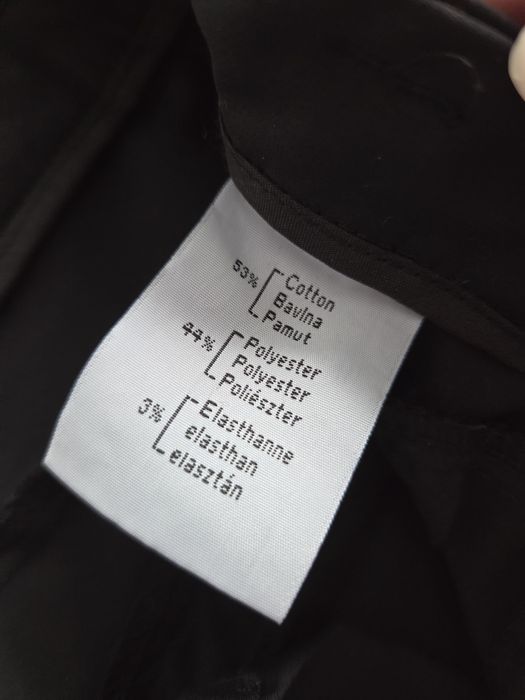 53% Cotton
Bavlna
Pamut
44% Polyester
Polyester
Poliészter
3% Elasthanne
elasthan
elasztán